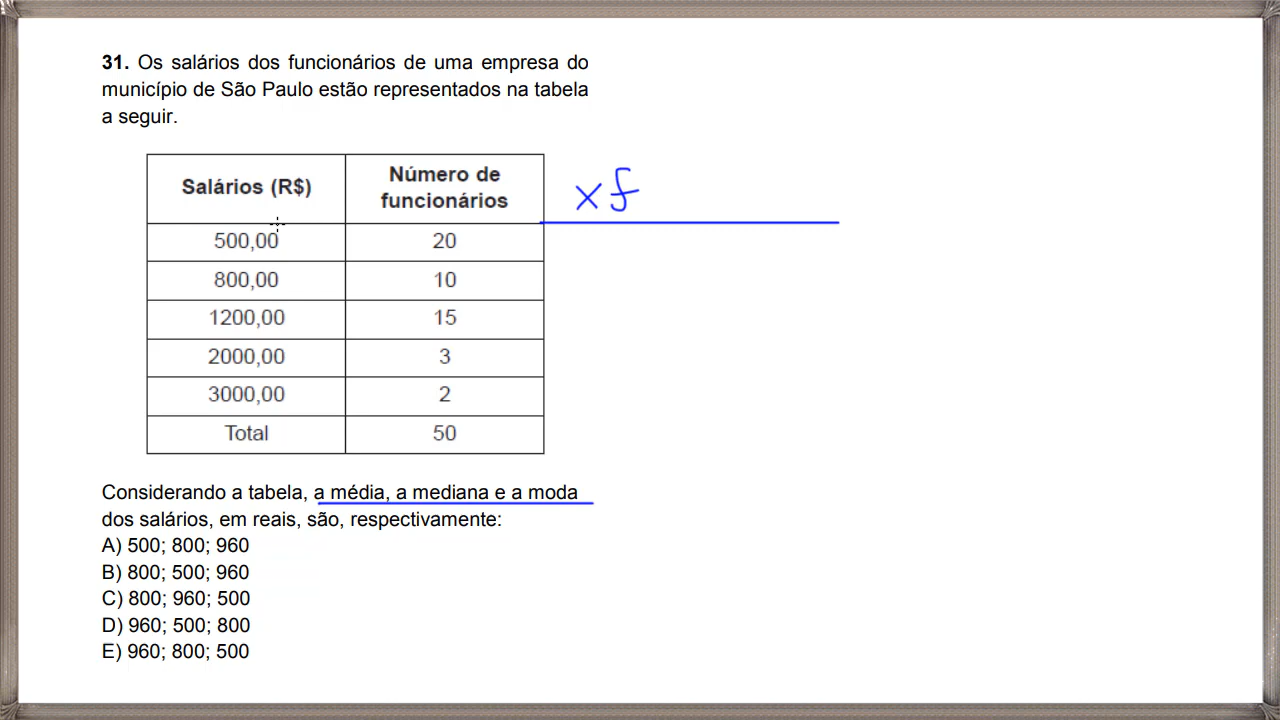 31. Os salários dos funcionários de uma empresa do
município de São Paulo estão representados na tabela
a seguir.
Salários (R$) Número de funcionários x f
500,00 20
800,00 10
1200,00 15
2000,00 3
3000,00 2
Total 50
Considerando a tabela, a média, a mediana e a moda
dos salários, em reais, são, respectivamente:
A) 500; 800; 960
B) 800; 500; 960
C) 800; 960; 500
D) 960; 500; 800
E) 960; 800; 500